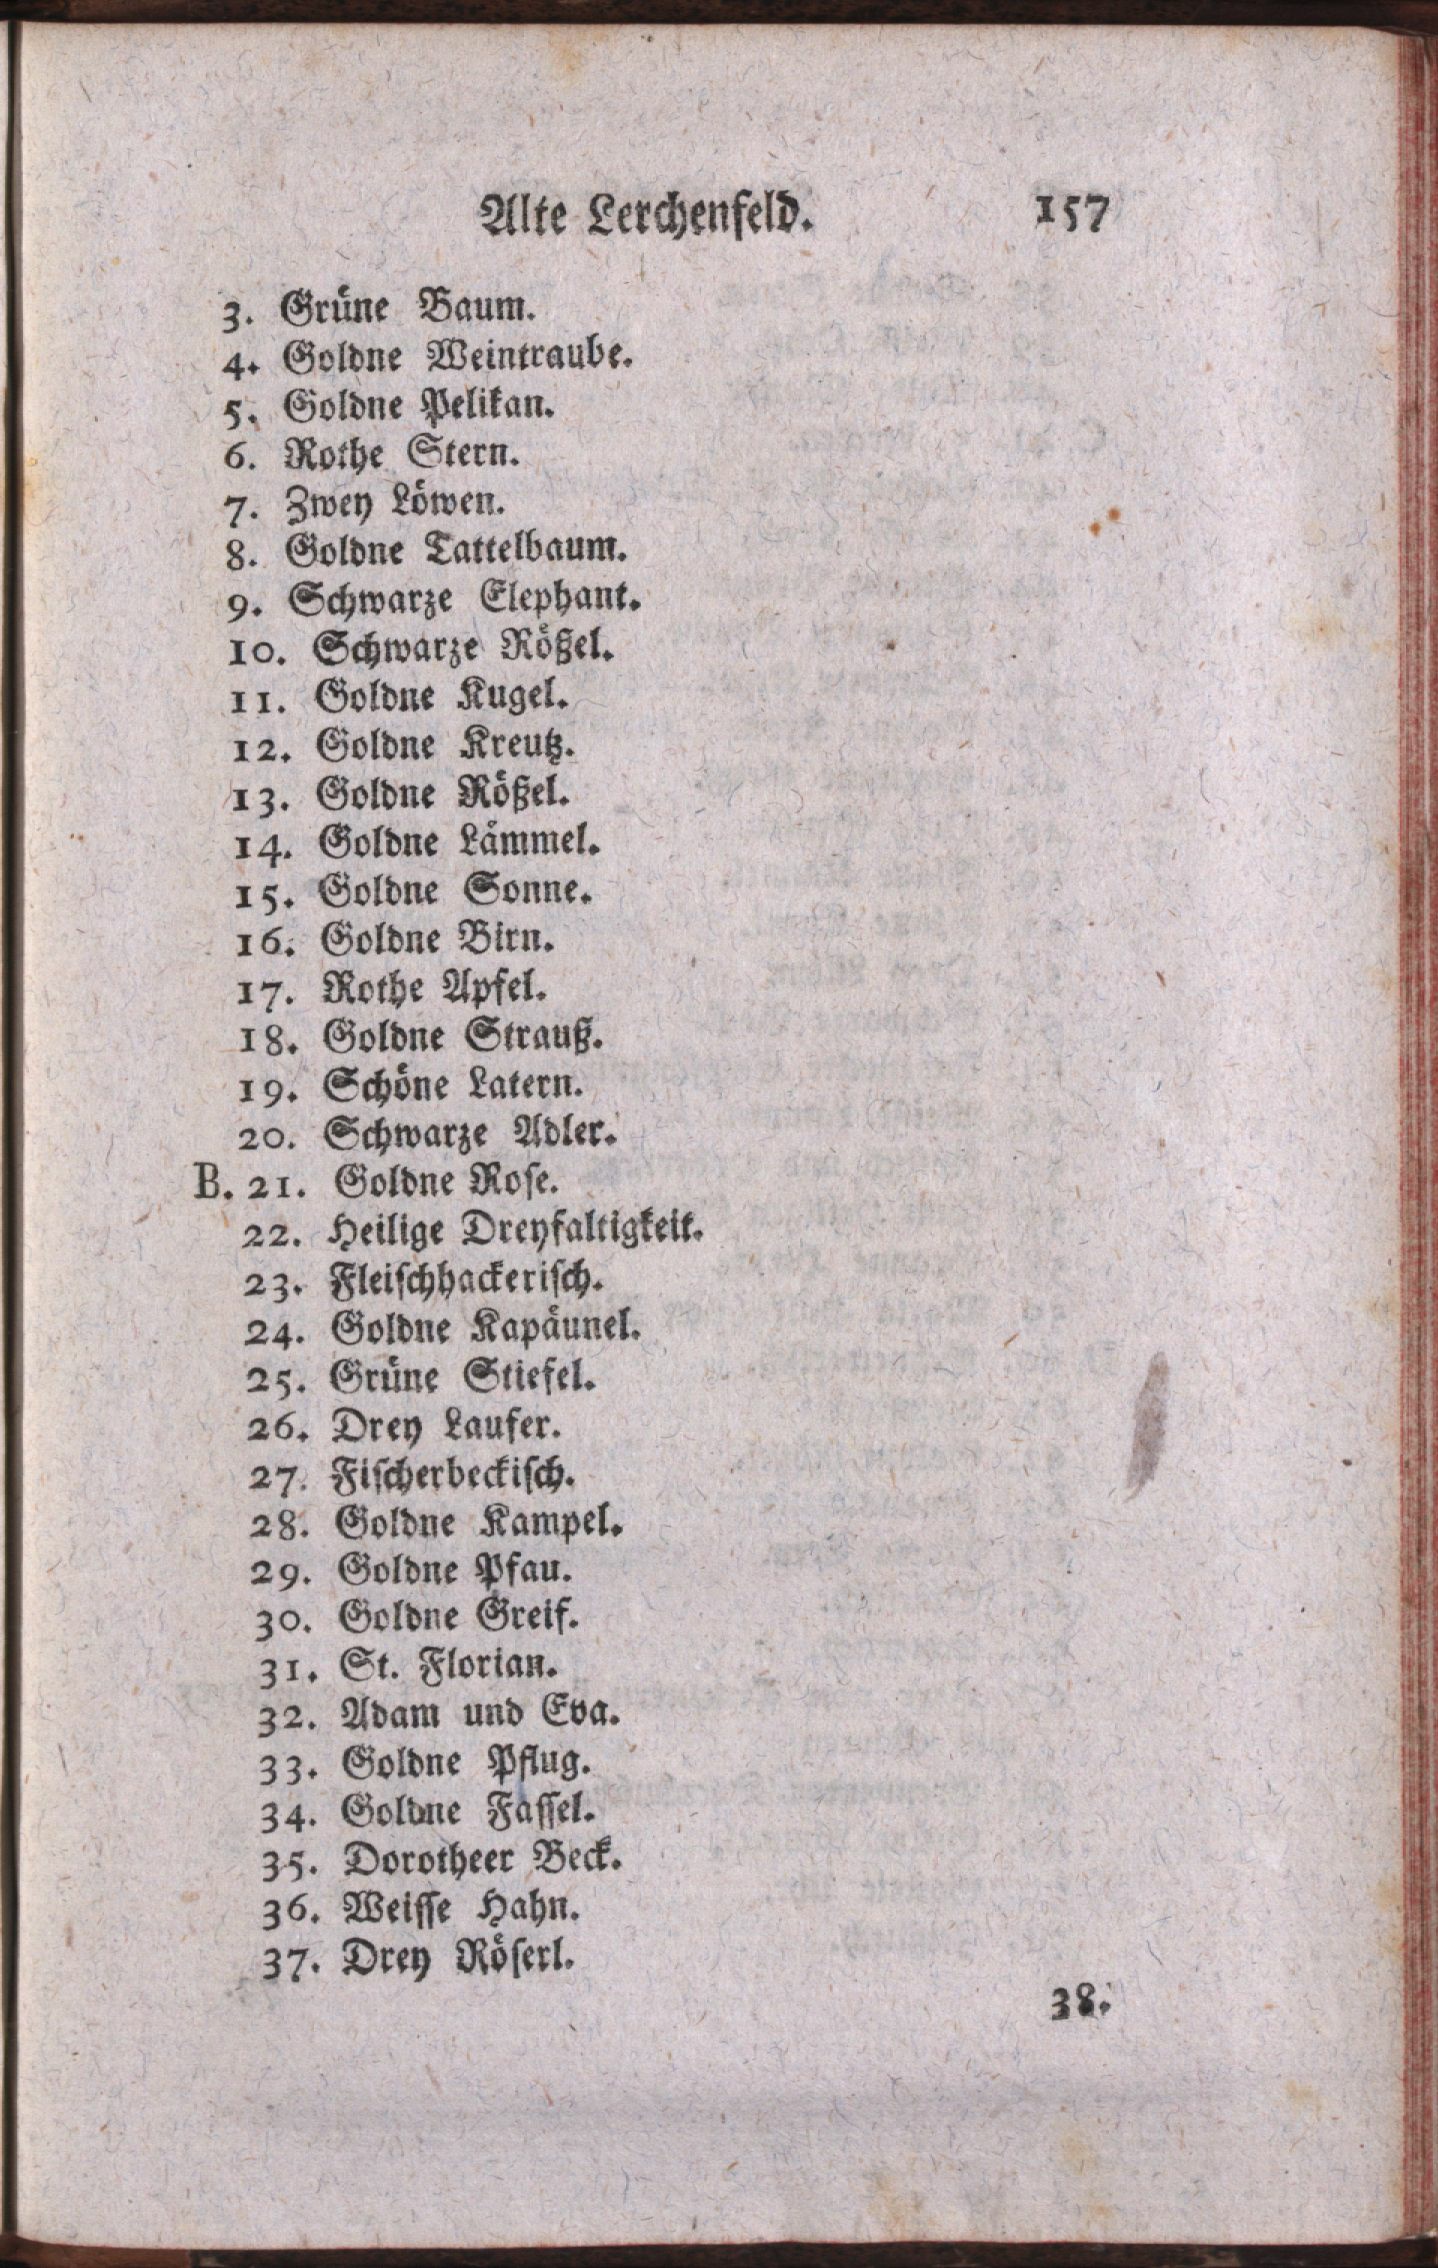 Alte Lerchenfeld. 157
3. Grüne Baum.
4. Goldne Weintraube.
5. Goldne Pelikan.
6. Rothe Stern.
7. Zwey Löwen.
8. Goldne Tattelbaum.
9. Schwarze Elephant.
10. Schwarze Rößel.
11. Goldne Kugel.
12. Goldne Kreutz.
13. Goldne Rößel.
14. Goldne Lämmel.
15. Goldne Sonne.
16. Goldne Birn.
17. Rothe Apfel.
18. Goldne Strauß.
19. Schöne Latern.
20. Schwarze Adler.
B. 21. Goldne Rose.
22. Heilige Dreyfaltigkeit.
23. Fleischhackerisch.
24. Goldne Kapäunel.
25. Grüne Stiefel.
26. Drey Laufer.
27. Fischerbeckisch.
28. Goldne Kampel.
29. Goldne Pfau.
30. Goldne Greif.
31. St. Florian.
32. Adam und Eva.
33. Goldne Pflug.
34. Goldne Fassel.
35. Dorotheer Beck.
36. Weisse Hahn.
37. Drey Röserl.
38.